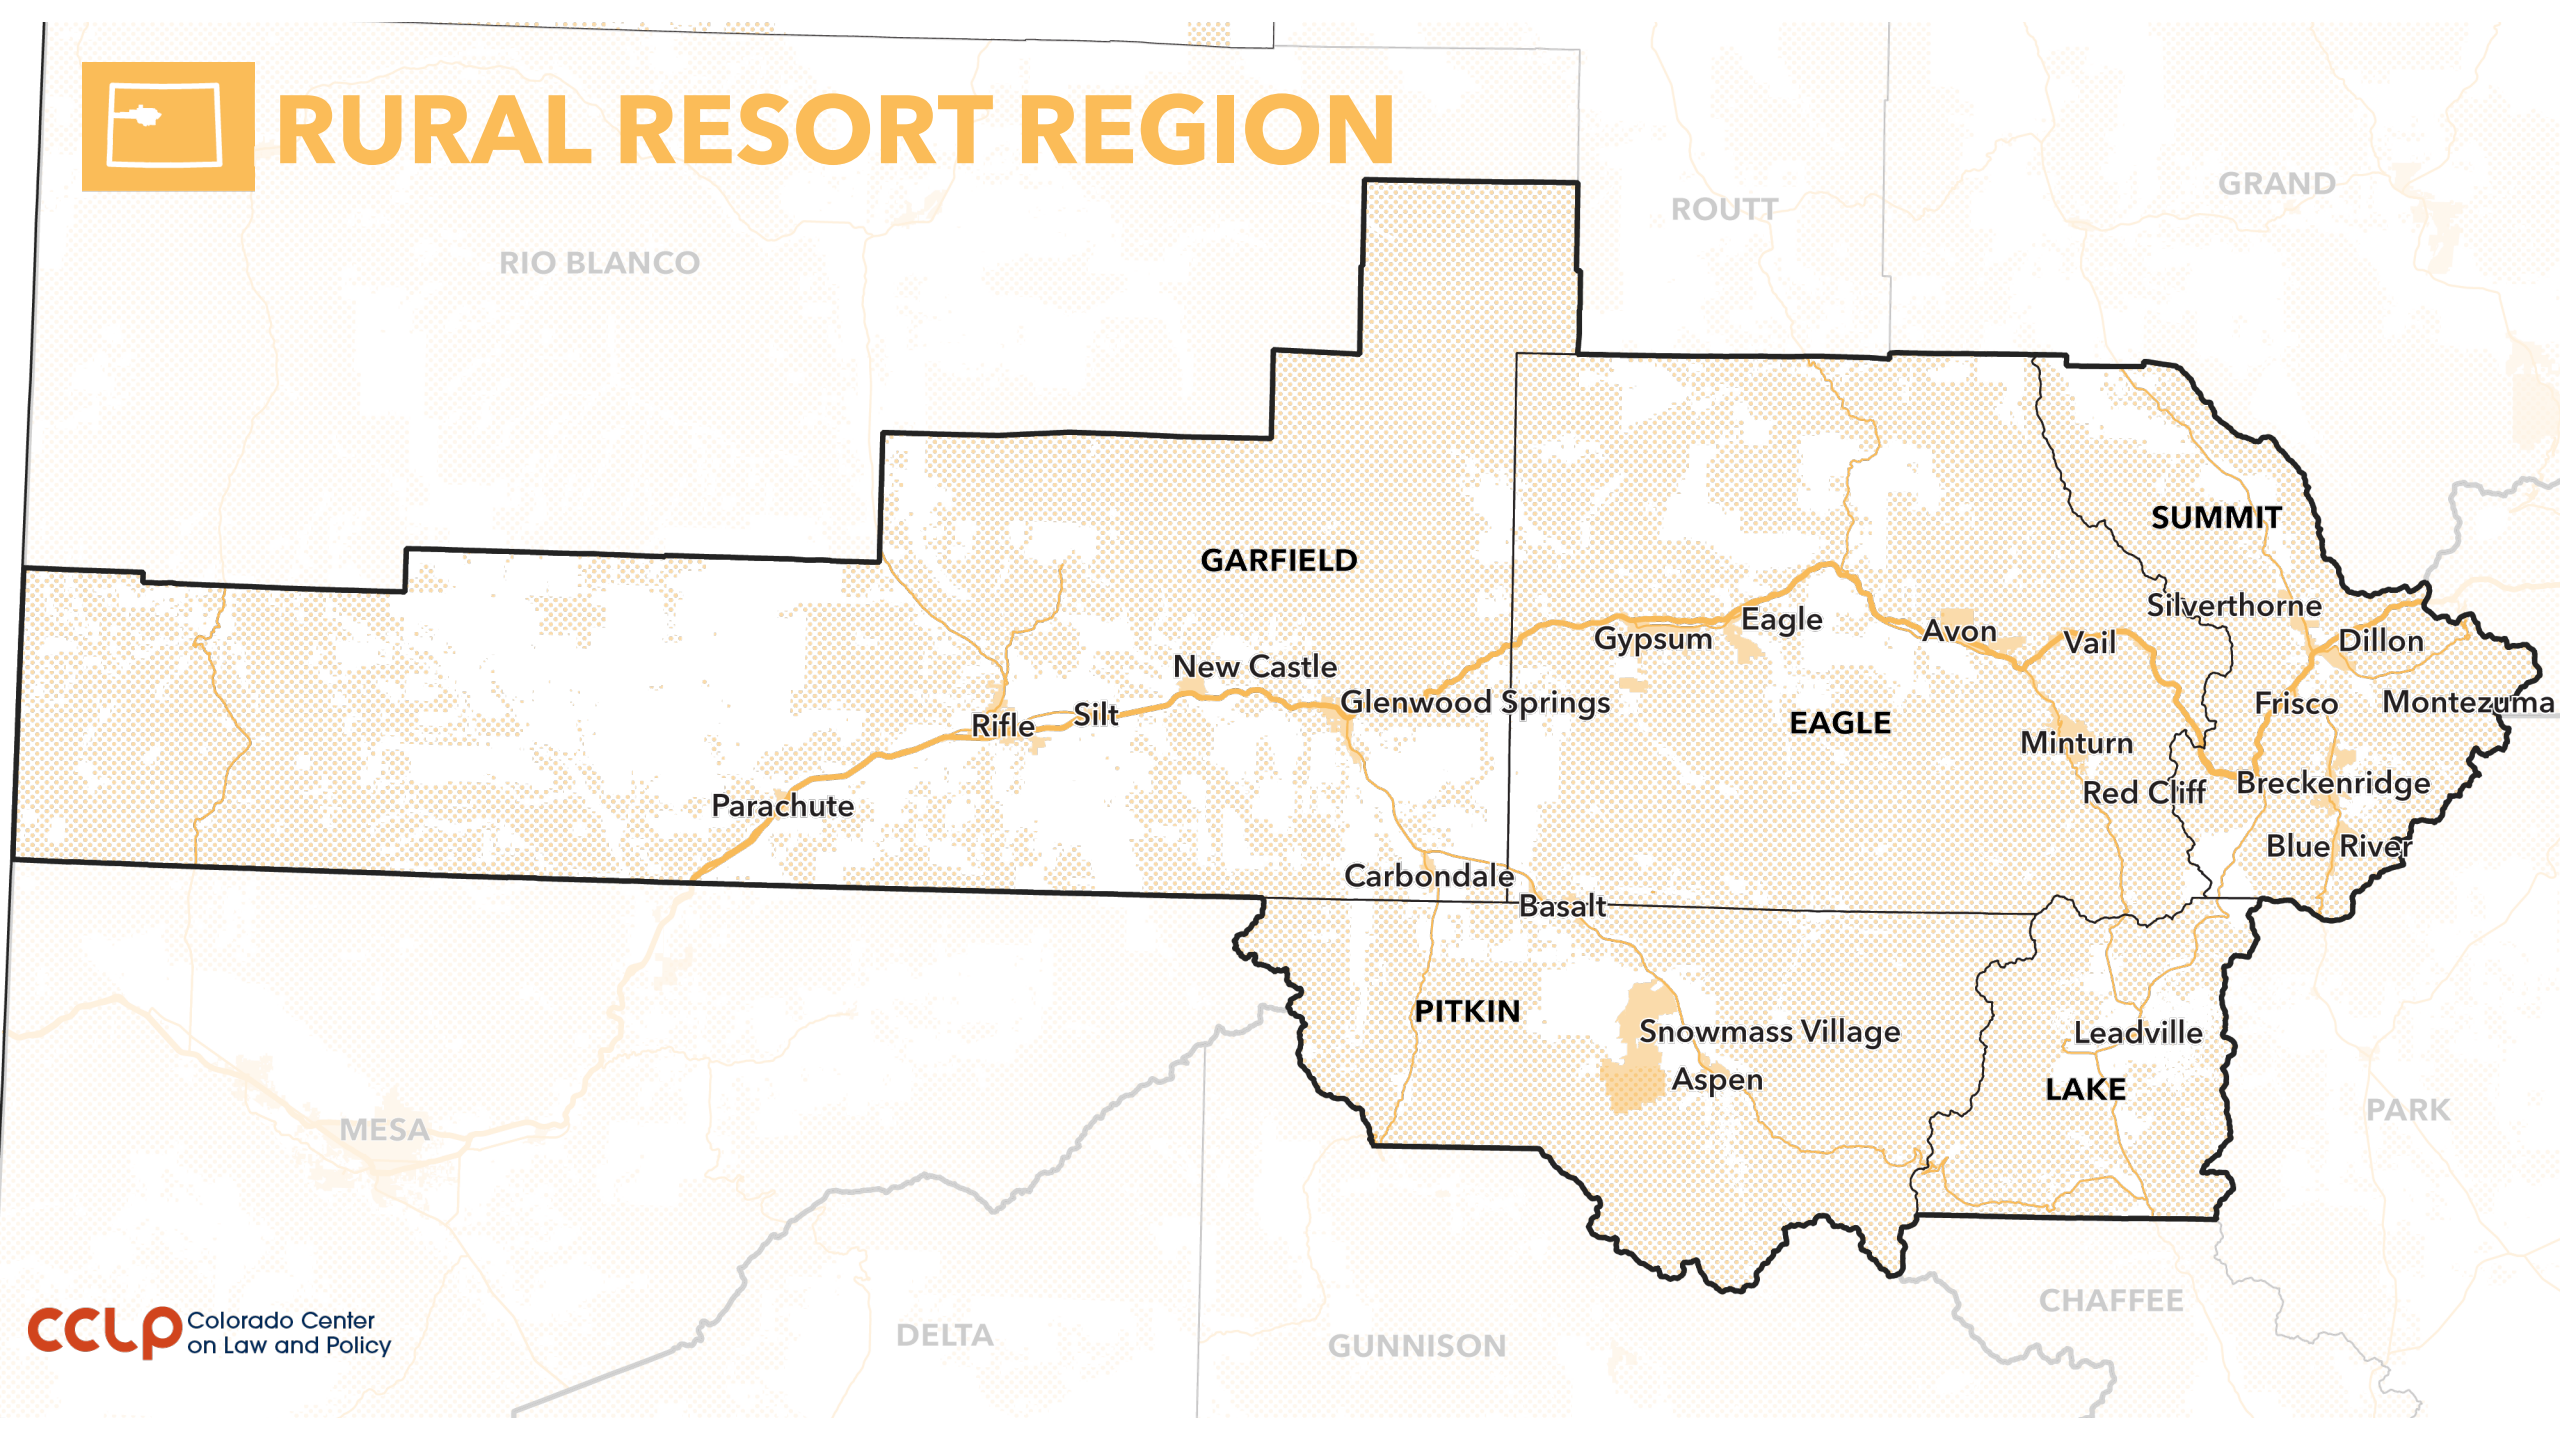 RURAL RESORT REGION
GRAND
ROUTT
RIO BLANCO
SUMMIT
GARFIELD
Silverthorne
Eagle
Avon
Gypsum
Vail
Dillon
New Castle
Glenwood Springs
Frisco
Montezuma
Silt
Rifle
EAGLE
Minturn
Breckenridge
Red Cliff
Parachute
Blue River
Carbondale
Basalt
PITKIN
Snowmass Village
Leadville
Aspen
LAKE
PARK
MESA
CHAFFEE
DELTA
GUNNISON
CCLP
Colorado Center
on Law and Policy